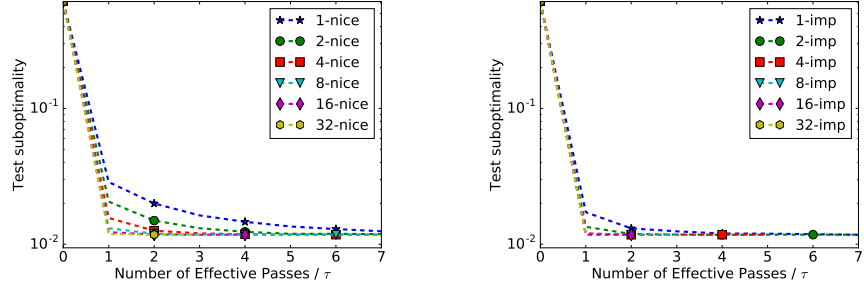 1-nice
2-nice
4-nice
8-nice
16-nice
32-nice
Test suboptimality
10⁻¹
10⁻²
0 1 2 3 4 5 6 7
Number of Effective Passes / τ
1-imp
2-imp
4-imp
8-imp
16-imp
32-imp
Test suboptimality
10⁻¹
10⁻²
0 1 2 3 4 5 6 7
Number of Effective Passes / τ